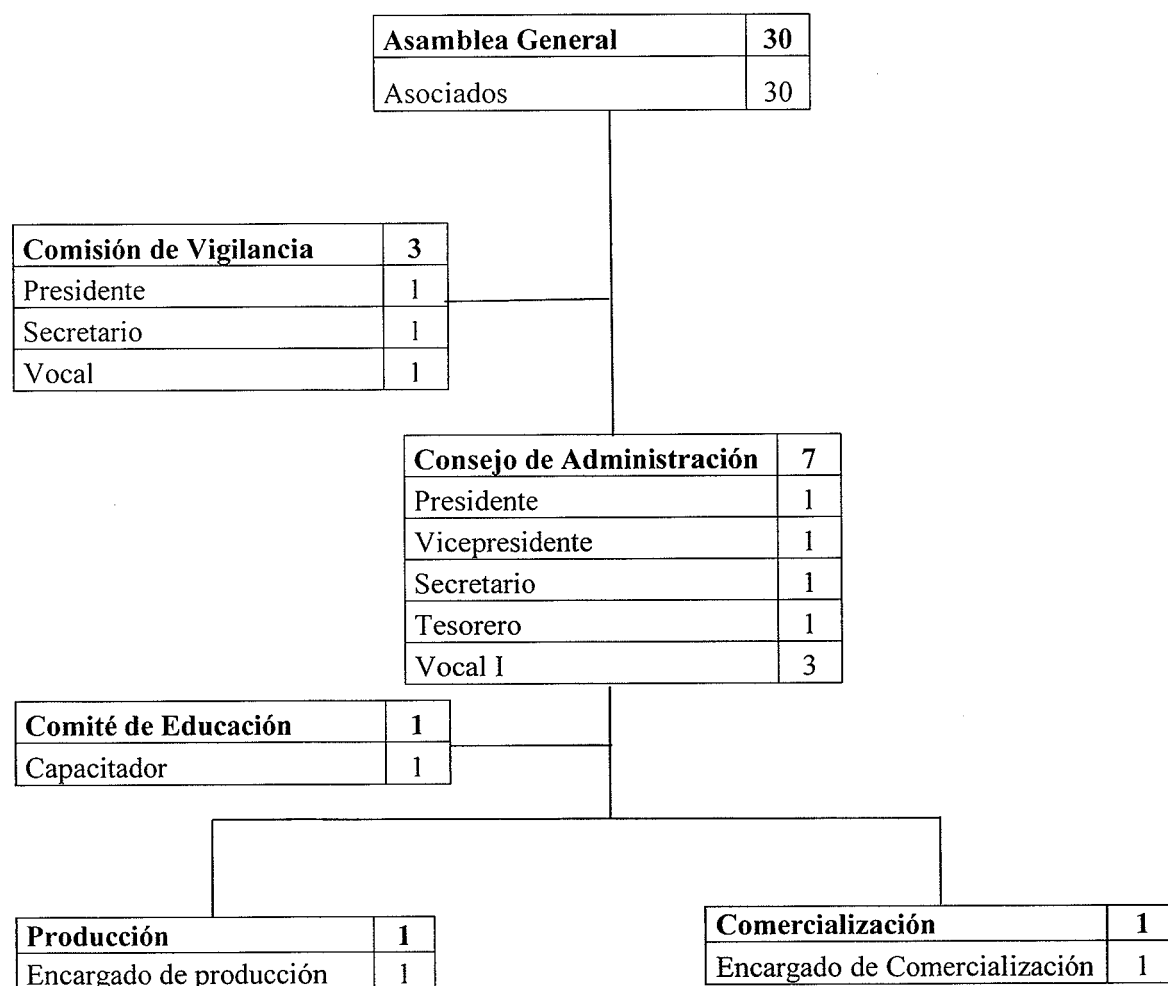 Asamblea General 30
Asociados 30
Comisión de Vigilancia 3
Presidente 1
Secretario 1
Vocal 1
Consejo de Administración 7
Presidente 1
Vicepresidente 1
Secretario 1
Tesorero 1
Vocal I 3
Comité de Educación 1
Capacitador 1
Producción 1
Encargado de producción 1
Comercialización 1
Encargado de Comercialización 1